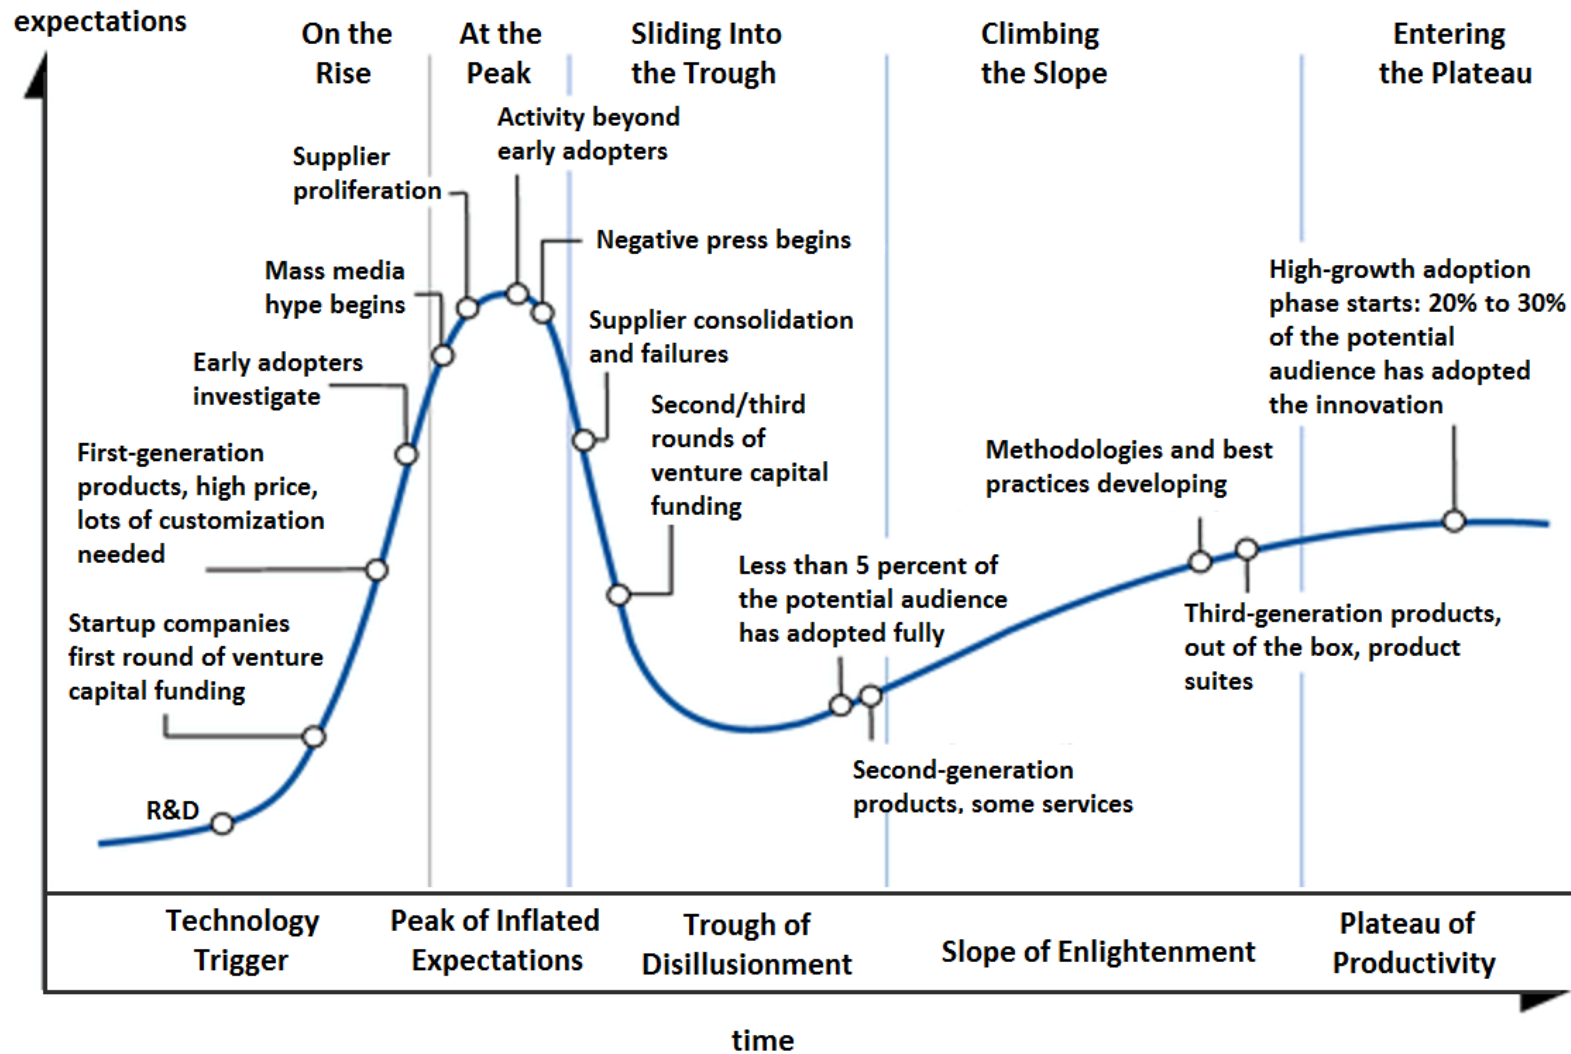 expectations
On the
Rise
At the
Peak
Sliding Into
the Trough
Climbing
the Slope
Entering
the Plateau
Activity beyond
early adopters
Supplier
proliferation
Negative press begins
Mass media
hype begins
Supplier consolidation
and failures
Early adopters
investigate
Second/third
rounds of
venture capital
funding
High-growth adoption
phase starts: 20% to 30%
of the potential
audience has adopted
the innovation
First-generation
products, high price,
lots of customization
needed
Methodologies and best
practices developing
Less than 5 percent of
the potential audience
has adopted fully
Startup companies
first round of venture
capital funding
Third-generation products,
out of the box, product
suites
Second-generation
products, some services
R&D
Technology
Trigger
Peak of Inflated
Expectations
Trough of
Disillusionment
Slope of Enlightenment
Plateau of
Productivity
time